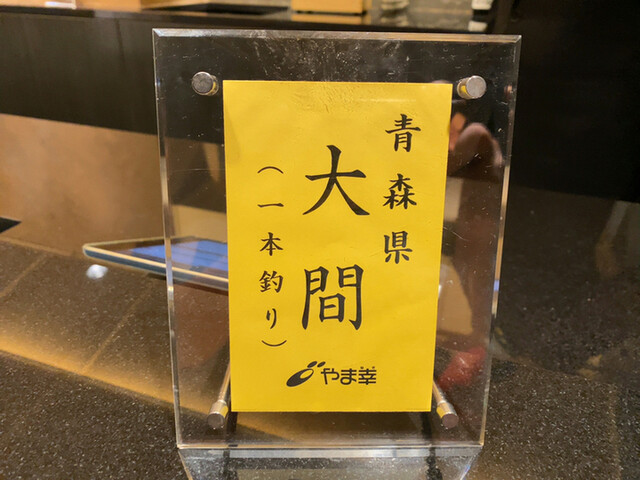 青森県
大間
（一本釣り）
やま幸